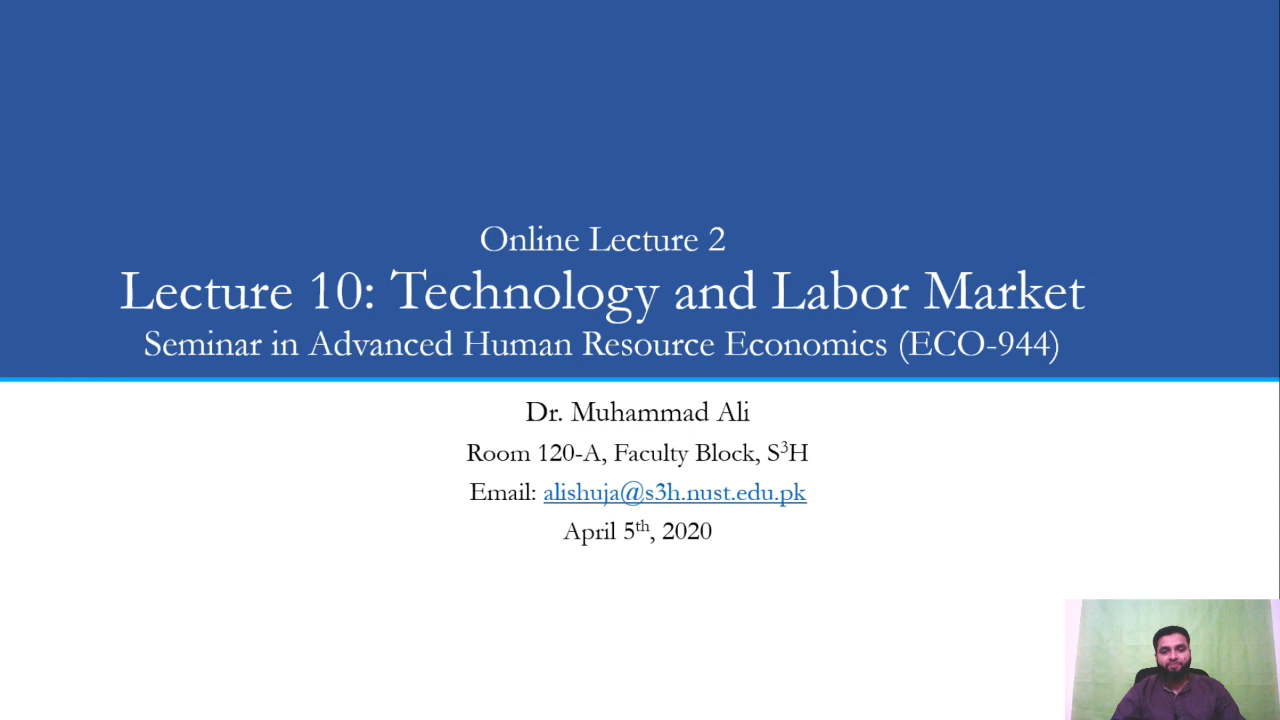 Online Lecture 2
Lecture 10: Technology and Labor Market
Seminar in Advanced Human Resource Economics (ECO-944)
Dr. Muhammad Ali
Room 120-A, Faculty Block, S³H
Email: alishuja@s3h.nust.edu.pk
April 5th, 2020